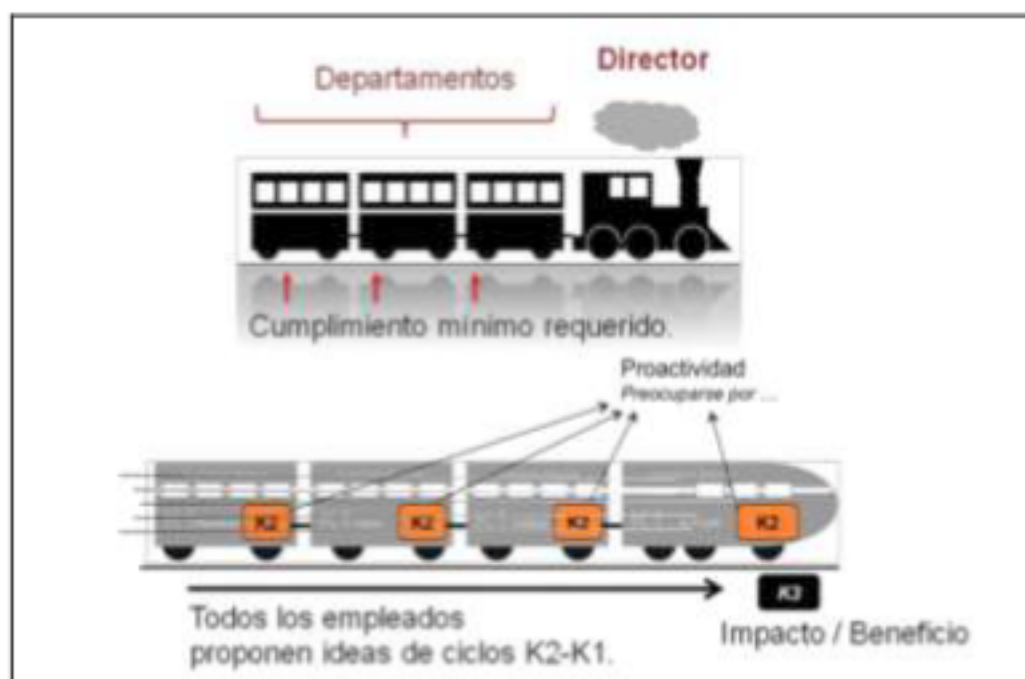 Director
Departamentos
Cumplimiento mínimo requerido.
Proactividad
Preocuparse por ...
K2
K2
K2
K2
K3
Todos los empleados
proponen ideas de ciclos K2-K1.
Impacto / Beneficio